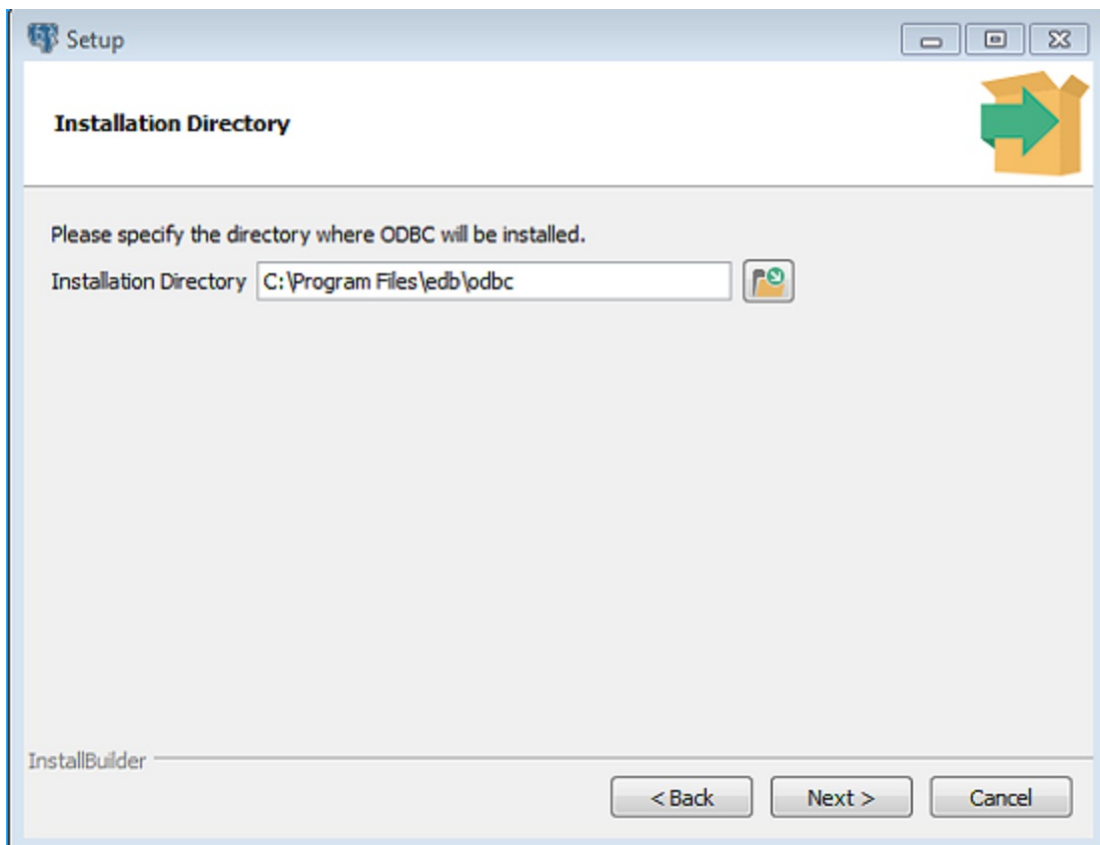 Setup
Installation Directory
Please specify the directory where ODBC will be installed.
Installation Directory C:\Program Files\edb\odbc
InstallBuilder
< Back Next > Cancel